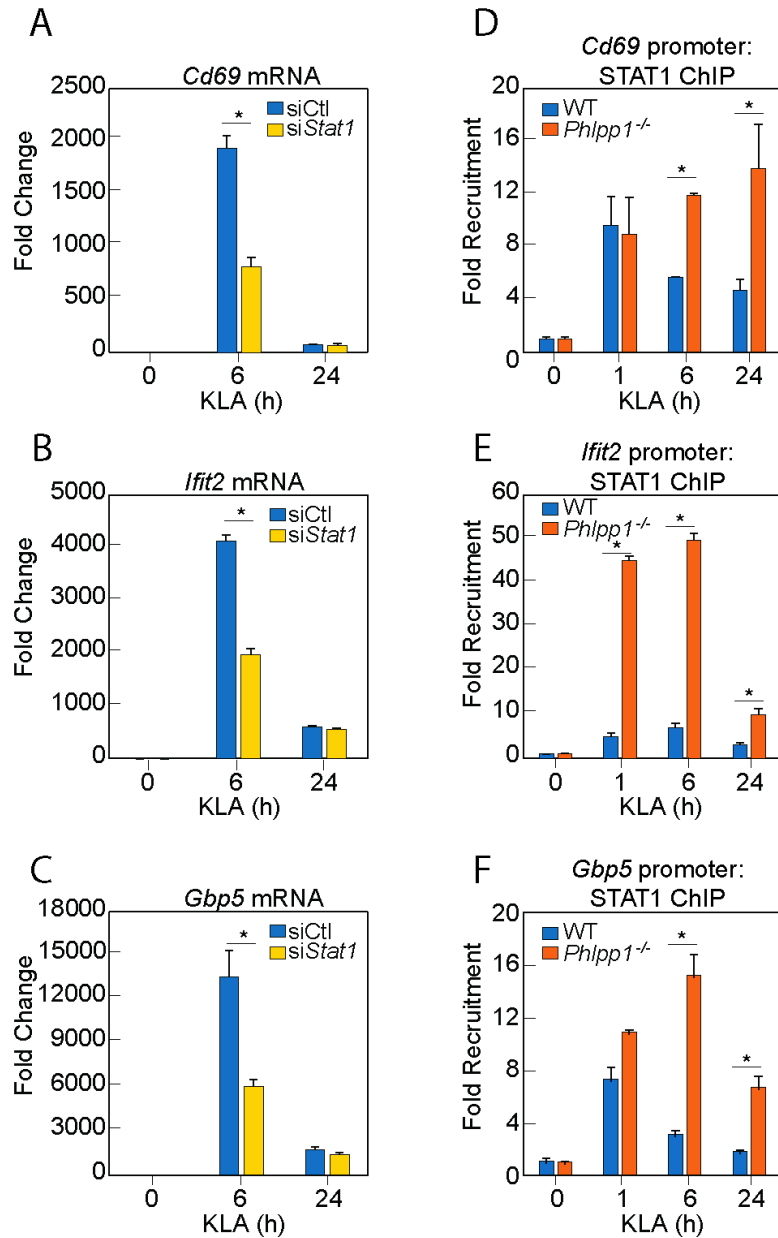 A
Cd69 mRNA
2500
2000
1500
1000
500
0
Fold Change
siCtl
siStat1
*
0 6 24
KLA (h)
B
Ifit2 mRNA
5000
4000
3000
2000
1000
0
Fold Change
siCtl
siStat1
*
0 6 24
KLA (h)
C
Gbp5 mRNA
18000
15000
12000
9000
6000
3000
0
Fold Change
siCtl
siStat1
*
0 6 24
KLA (h)
D
Cd69 promoter:
STAT1 ChIP
20
16
12
8
4
0
Fold Recruitment
WT
Phlpp1-/-
* *
0 1 6 24
KLA (h)
E
Ifit2 promoter:
STAT1 ChIP
60
50
40
30
20
10
0
Fold Recruitment
WT
Phlpp1-/-
* * *
0 1 6 24
KLA (h)
F
Gbp5 promoter:
STAT1 ChIP
20
16
12
8
4
0
Fold Recruitment
WT
Phlpp1-/-
* *
0 1 6 24
KLA (h)